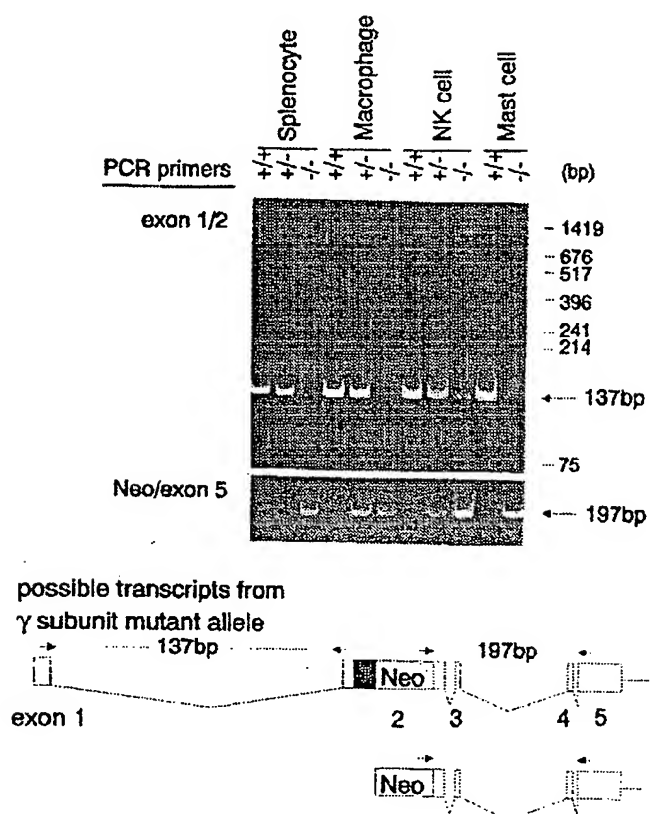 Splenocyte Macrophage NK cell Mast cell
PCR primers +/+ +/- -/- +/+ +/- -/- +/+ +/- -/- +/+ -/- (bp)
exon 1/2
1419
676
517
396
241
214
137bp
75
Neo/exon 5
197bp
possible transcripts from
γ subunit mutant allele
137bp 197bp
Neo
exon 1 2 3 4 5
Neo